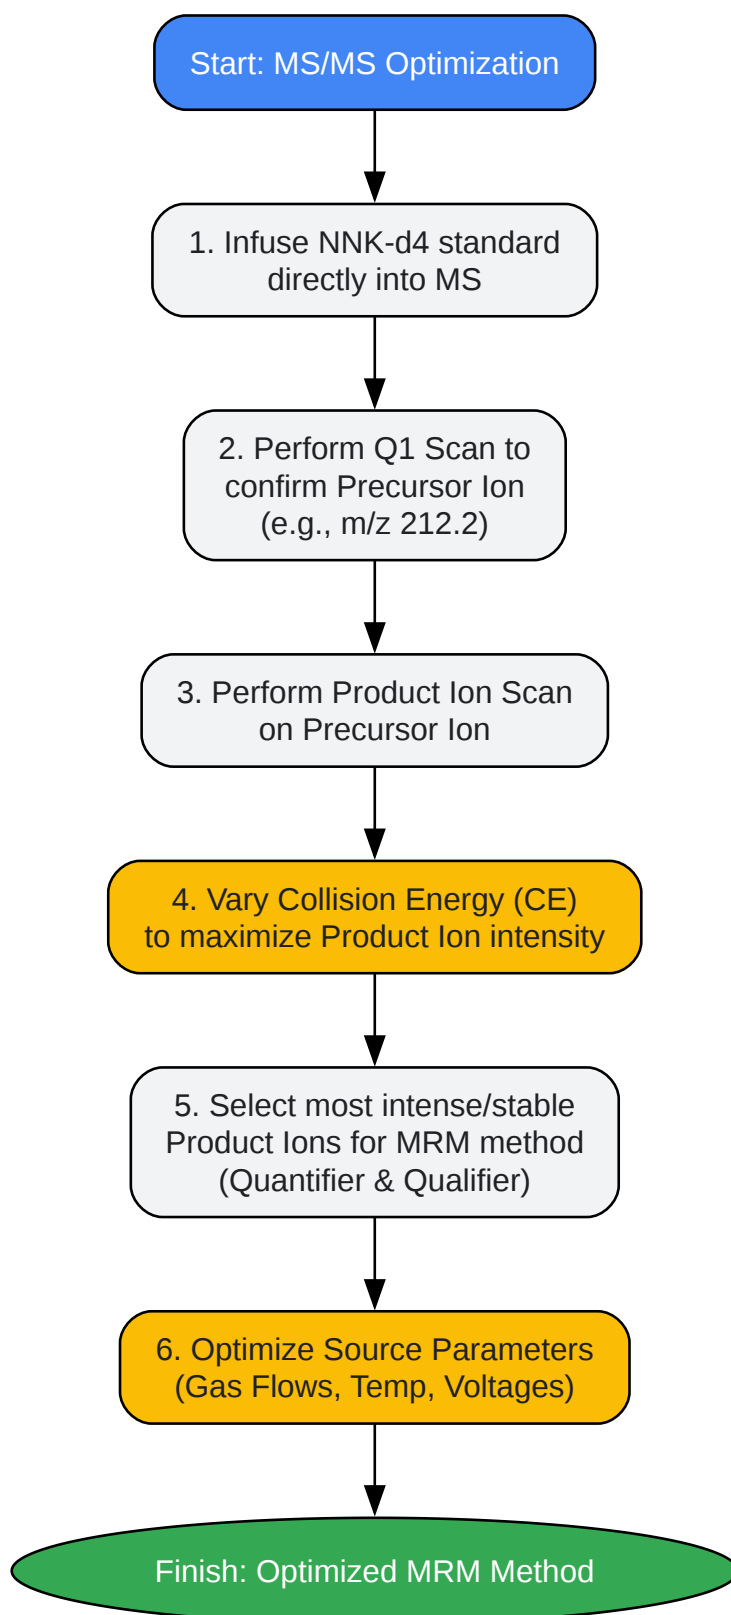 Start: MS/MS Optimization
1. Infuse NNK-d4 standard
directly into MS
2. Perform Q1 Scan to
confirm Precursor Ion
(e.g., m/z 212.2)
3. Perform Product Ion Scan
on Precursor Ion
4. Vary Collision Energy (CE)
to maximize Product Ion intensity
5. Select most intense/stable
Product Ions for MRM method
(Quantifier & Qualifier)
6. Optimize Source Parameters
(Gas Flows, Temp, Voltages)
Finish: Optimized MRM Method